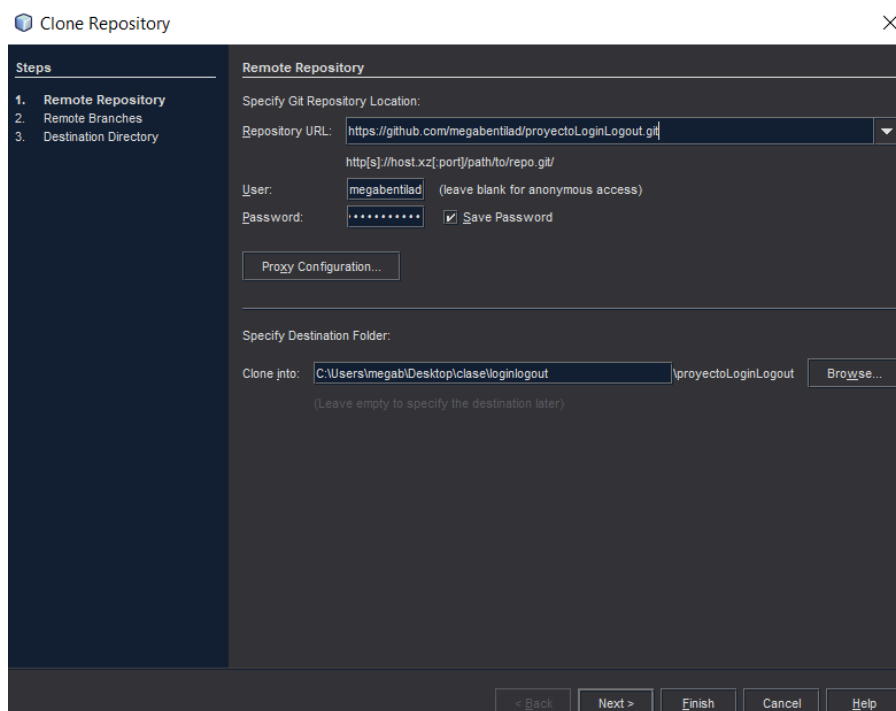 Clone Repository
Steps
1. Remote Repository
2. Remote Branches
3. Destination Directory
Remote Repository
Specify Git Repository Location:
Repository URL: https://github.com/megabentilad/proyectoLoginLogout.git
http[s]://host.xz[:port]/path/to/repo.git/
User: megabentilad (leave blank for anonymous access)
Password: ••••••••••• Save Password
Proxy Configuration...
Specify Destination Folder:
Clone into: C:\Users\megab\Desktop\clase\loginlogout \proyectoLoginLogout Browse...
(Leave empty to specify the destination later)
< Back Next > Finish Cancel Help